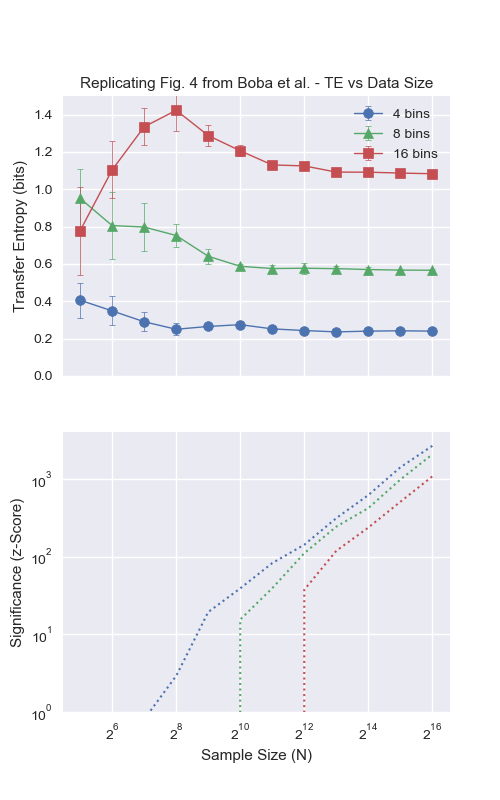 Replicating Fig. 4 from Boba et al. - TE vs Data Size
Transfer Entropy (bits)
1.4
1.2
1.0
0.8
0.6
0.4
0.2
0.0
4 bins
8 bins
16 bins
Significance (z-Score)
10³
10²
10¹
10⁰
2⁶ 2⁸ 2¹⁰ 2¹² 2¹⁴ 2¹⁶
Sample Size (N)